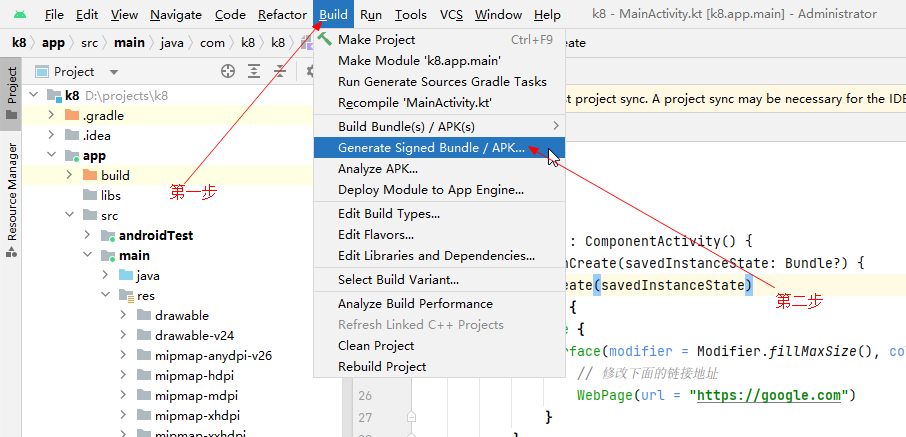 File Edit View Navigate Code Refactor Build Run Tools VCS Window Help k8 - MainActivity.kt [k8.app.main] - Administrator
k8 app src main java com k8 k8
Project
Resource Manager
Project
k8 D:\projects\k8
.gradle
.idea
app
build
libs
src
androidTest
main
java
res
drawable
drawable-v24
mipmap-anydpi-v26
mipmap-hdpi
mipmap-mdpi
mipmap-xhdpi
mipmap-xxhdpi
第一步
Make Project Ctrl+F9
Make Module 'k8.app.main'
Run Generate Sources Gradle Tasks
Recompile 'MainActivity.kt'
Build Bundle(s) / APK(s)
Generate Signed Bundle / APK...
Analyze APK...
Deploy Module to App Engine...
Edit Build Types...
Edit Flavors...
Edit Libraries and Dependencies...
Select Build Variant...
Analyze Build Performance
Refresh Linked C++ Projects
Clean Project
Rebuild Project
st project sync. A project sync may be necessary for the IDE
: ComponentActivity() {
nCreate(savedInstanceState: Bundle?) {
eate(savedInstanceState)
{
第二步
e {
rface(modifier = Modifier.fillMaxSize(), co
// 修改下面的链接地址
26 WebPage(url = "https://google.com")
27 }
}